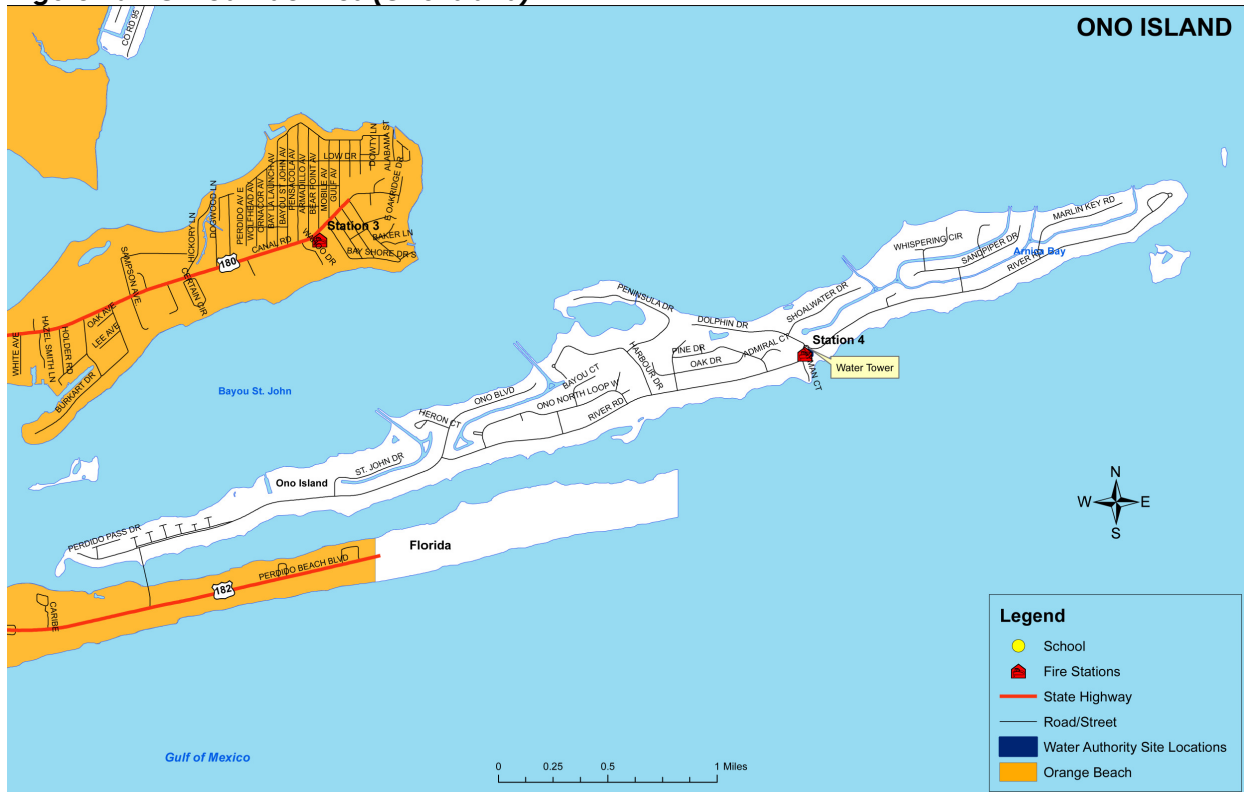 ONO ISLAND
CO RD 95
DOWTY LN
ALABAMA ST
LOW DR
HICKORY LN
DOGWOOD LN
PERDIDO AV E
WOLFHEAD AV
BAY LA LAUNCH AV
BAYOU ST JOHN AV
PENSACOLA AV
ARMADILLO AV
BEAR POINT AV
MOBILE AV
GULF AV
E OAKRIDGE DR
Station 3
BAKER LN
BAY SHORE DR S
CANAL RD
180
SIMPSON AVE
CERTAIN CIR
WHITE AVE
HAZEL SMITH LN
HOLDER RD
OAK AVE
LEE AVE
BURKART DR
Bayou St. John
MARLIN KEY RD
WHISPERING CIR
SANDPIPER DR
Arnica Bay
RIVER RD
SHOALWATER DR
PENINSULA DR
DOLPHIN DR
Station 4
PINE DR
ADMIRAL CT
OAK DR
HARBOUR DR
Water Tower
BAYOU CT
ONO BLVD
ONO NORTH LOOP W
RIVER RD
HERON CT
ST. JOHN DR
Ono Island
PERDIDO PASS DR
Florida
PERDIDO BEACH BLVD
182
CARIBE
N
W E
S
Gulf of Mexico
0 0.25 0.5 1 Miles
Legend
School
Fire Stations
State Highway
Road/Street
Water Authority Site Locations
Orange Beach